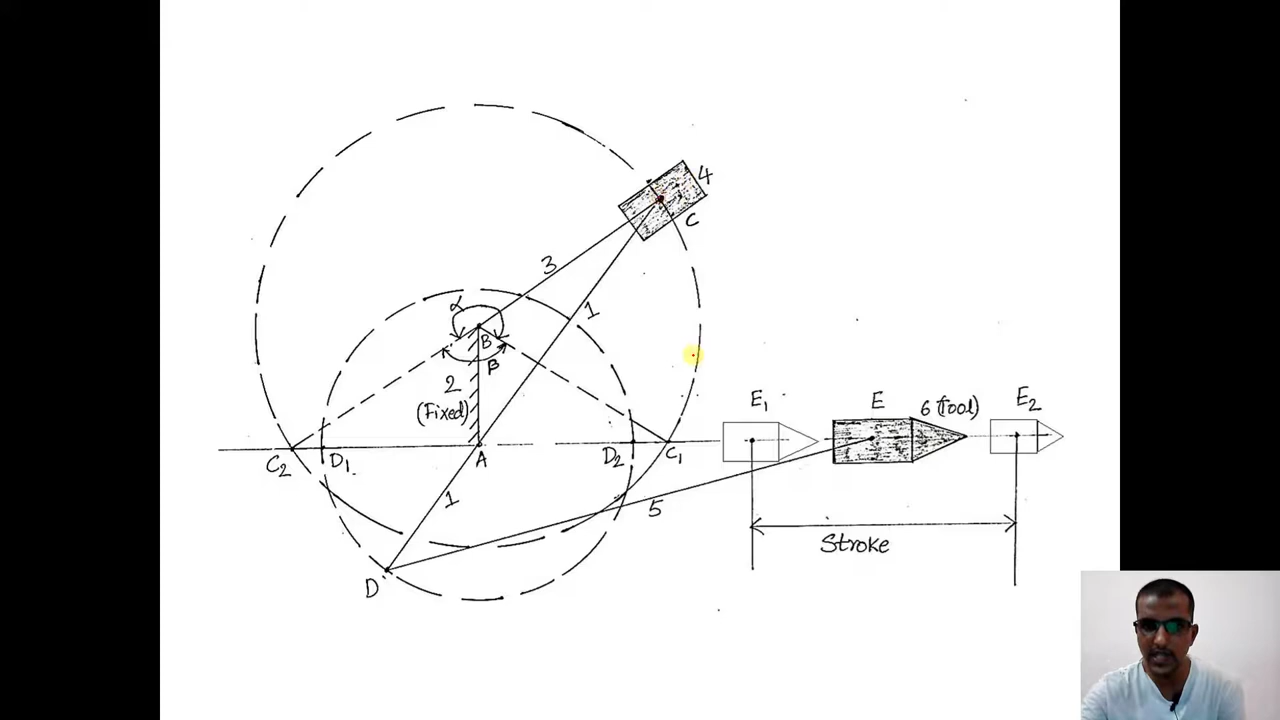 4
C
3
1
α
B
β
2
(Fixed)
E₁
E
6 (Tool)
E₂
C₂
D₁
A
D₂
C₁
1
5
Stroke
D